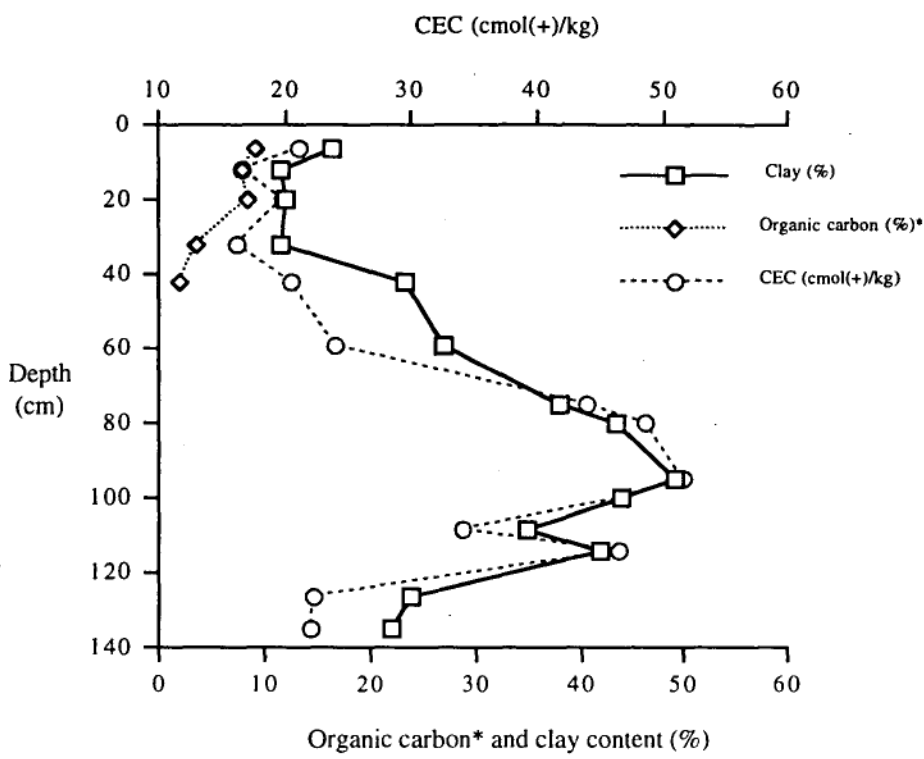 CEC (cmol(+)/kg)
10 20 30 40 50 60
0
20
40
60
80
100
120
140
Depth
(cm)
Clay (%)
Organic carbon (%)*
CEC (cmol(+)/kg)
0 10 20 30 40 50 60
Organic carbon* and clay content (%)